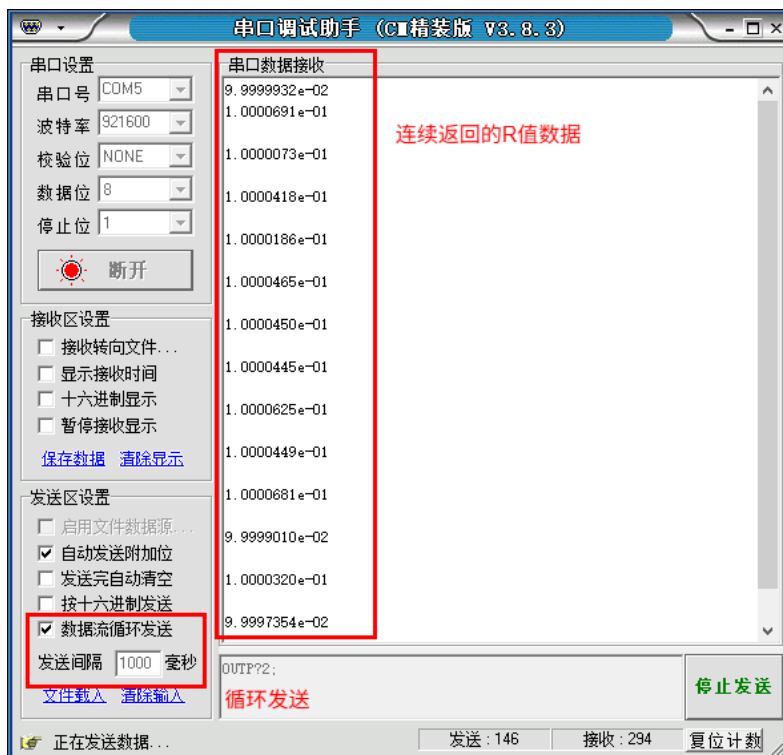 串口调试助手 (CM精装版 V3.8.3)
串口设置
串口号 COM5
波特率 921600
校验位 NONE
数据位 8
停止位 1
断开
接收区设置
接收转向文件...
显示接收时间
十六进制显示
暂停接收显示
保存数据 清除显示
发送区设置
启用文件数据源...
自动发送附加位
发送完自动清空
按十六进制发送
数据流循环发送
发送间隔 1000 毫秒
文件载入 清除输入
串口数据接收
9.9999932e-02
1.0000691e-01
1.0000073e-01
1.0000418e-01
1.0000186e-01
1.0000465e-01
1.0000450e-01
1.0000445e-01
1.0000625e-01
1.0000449e-01
1.0000681e-01
9.9999010e-02
1.0000320e-01
9.9997354e-02
连续返回的R值数据
OUTP?2;
循环发送
停止发送
正在发送数据...
发送:146
接收:294
复位计数